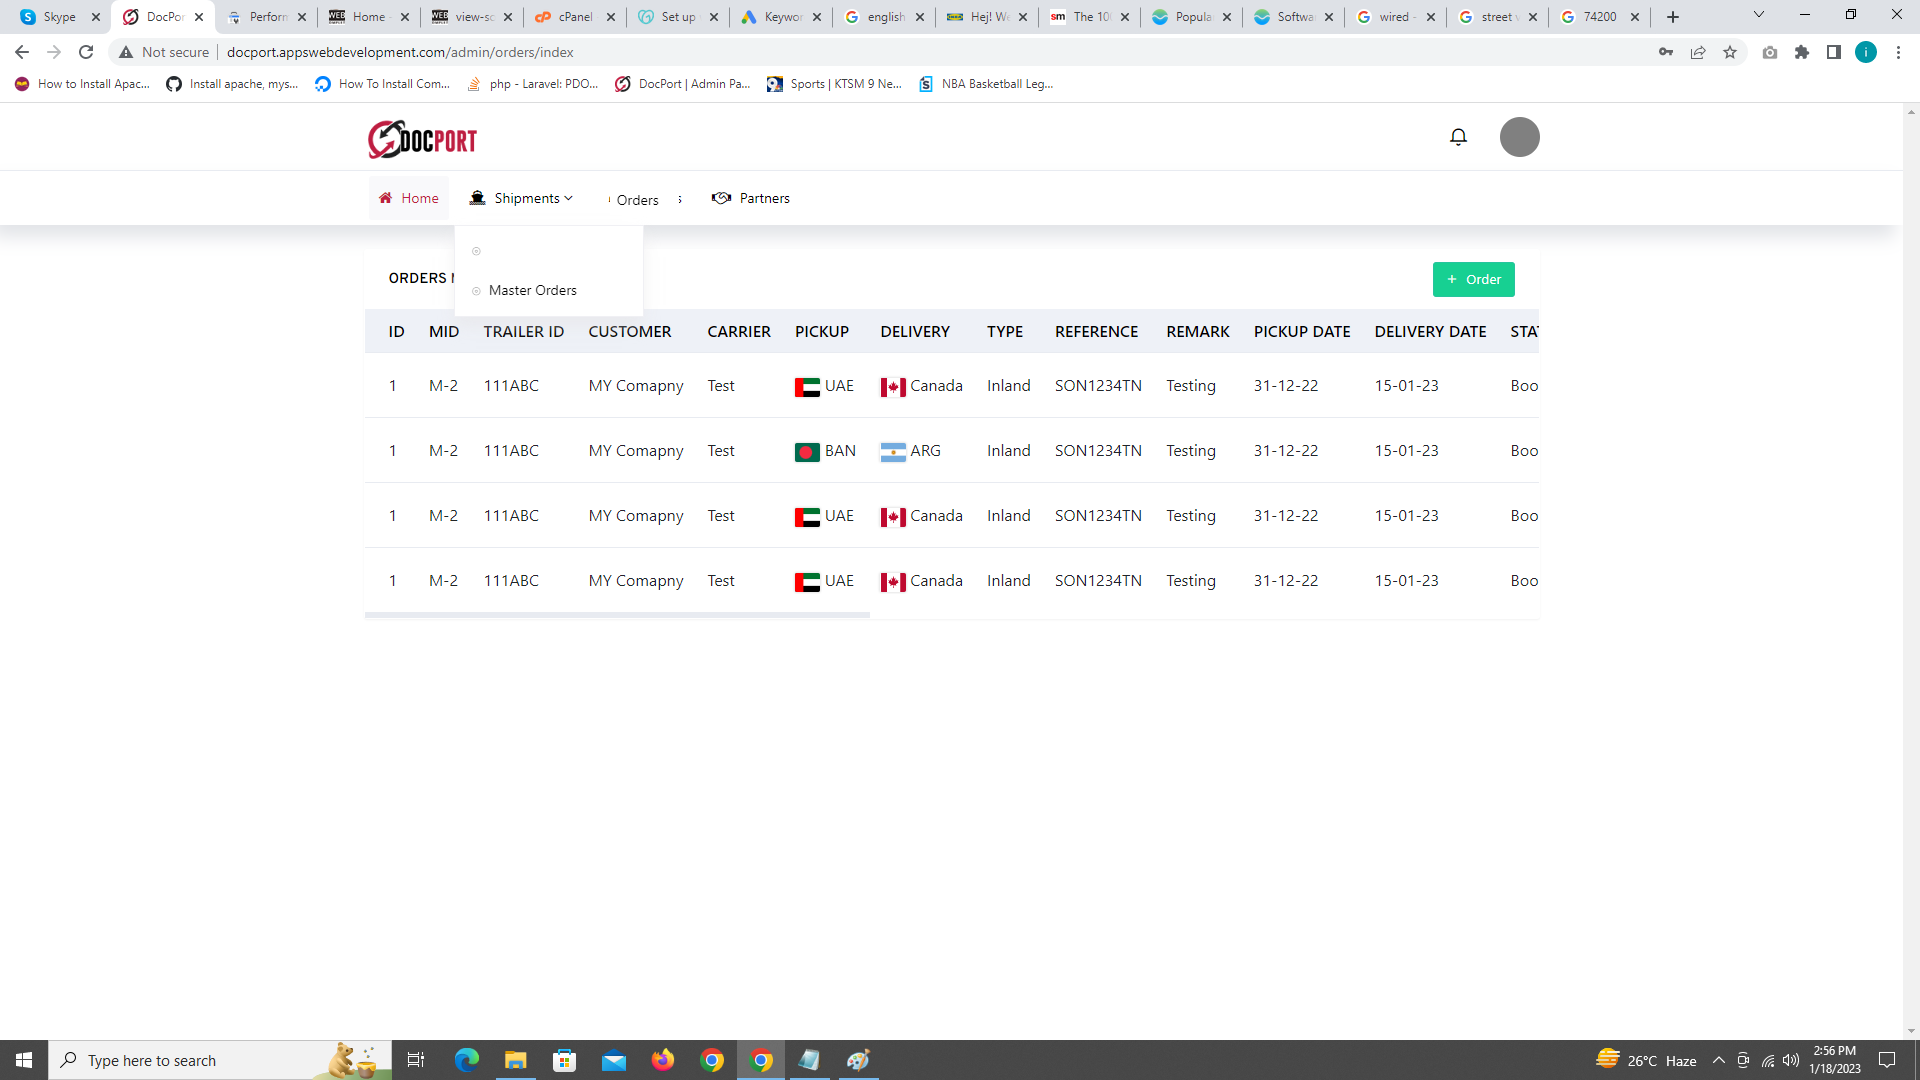 Skype DocPor Perform Home - view-so cPanel Set up Keywor english Hej! We The 10 Popula Softwa wired - street v 74200
Not secure docport.appswebdevelopment.com/admin/orders/index i
How to Install Apac... Install apache, mys... How To Install Com... php - Laravel: PDO... DocPort | Admin Pa... Sports | KTSM 9 Ne... NBA Basketball Leg...
DOCPORT
Home Shipments Orders s Partners
ORDERS
+ Order
Master Orders
ID MID TRAILER ID CUSTOMER CARRIER PICKUP DELIVERY TYPE REFERENCE REMARK PICKUP DATE DELIVERY DATE STAT
1 M-2 111ABC MY Comapny Test UAE Canada Inland SON1234TN Testing 31-12-22 15-01-23 Boo
1 M-2 111ABC MY Comapny Test BAN ARG Inland SON1234TN Testing 31-12-22 15-01-23 Boo
1 M-2 111ABC MY Comapny Test UAE Canada Inland SON1234TN Testing 31-12-22 15-01-23 Boo
1 M-2 111ABC MY Comapny Test UAE Canada Inland SON1234TN Testing 31-12-22 15-01-23 Boo
Type here to search
26°C Haze
2:56 PM
1/18/2023